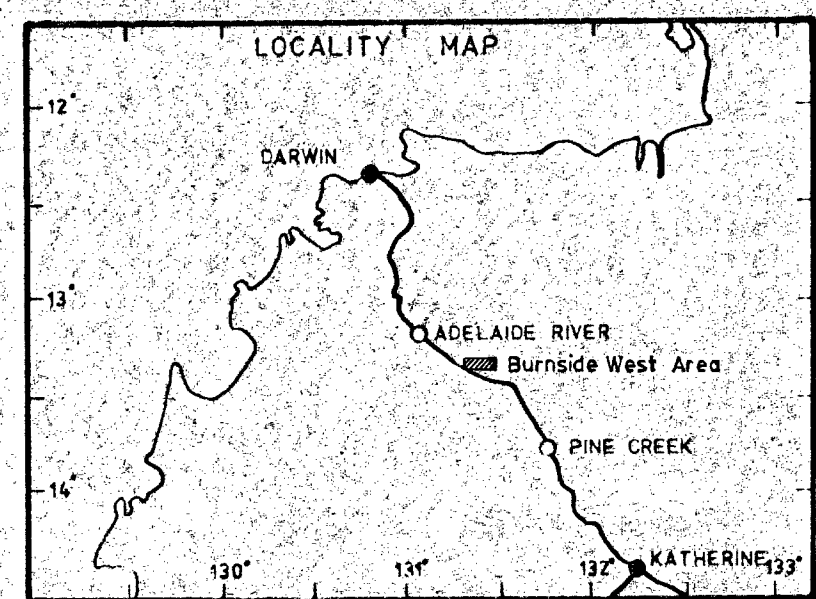 LOCALITY MAP
12°
DARWIN
13°
ADELAIDE RIVER
Burnside West Area
PINE CREEK
14°
KATHERINE
130°
131°
132°
133°